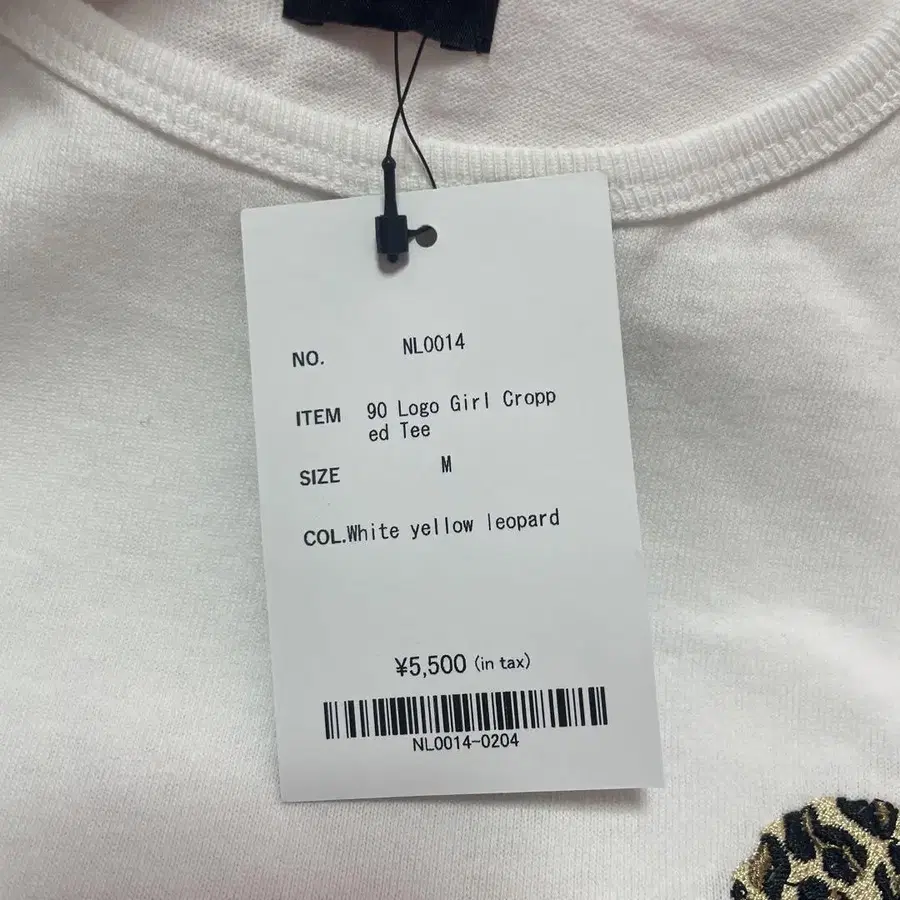 NO. NL0014
ITEM 90 Logo Girl Cropp
ed Tee
SIZE M
COL.White yellow leopard
¥5,500 (in tax)
NL0014-0204